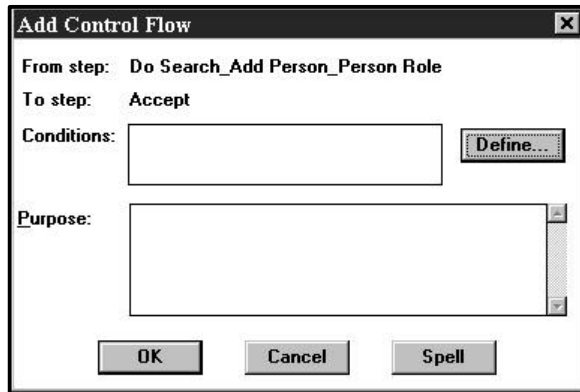 Add Control Flow
From step: Do Search_Add Person_Person Role
To step: Accept
Conditions:
Define...
Purpose:
OK Cancel Spell